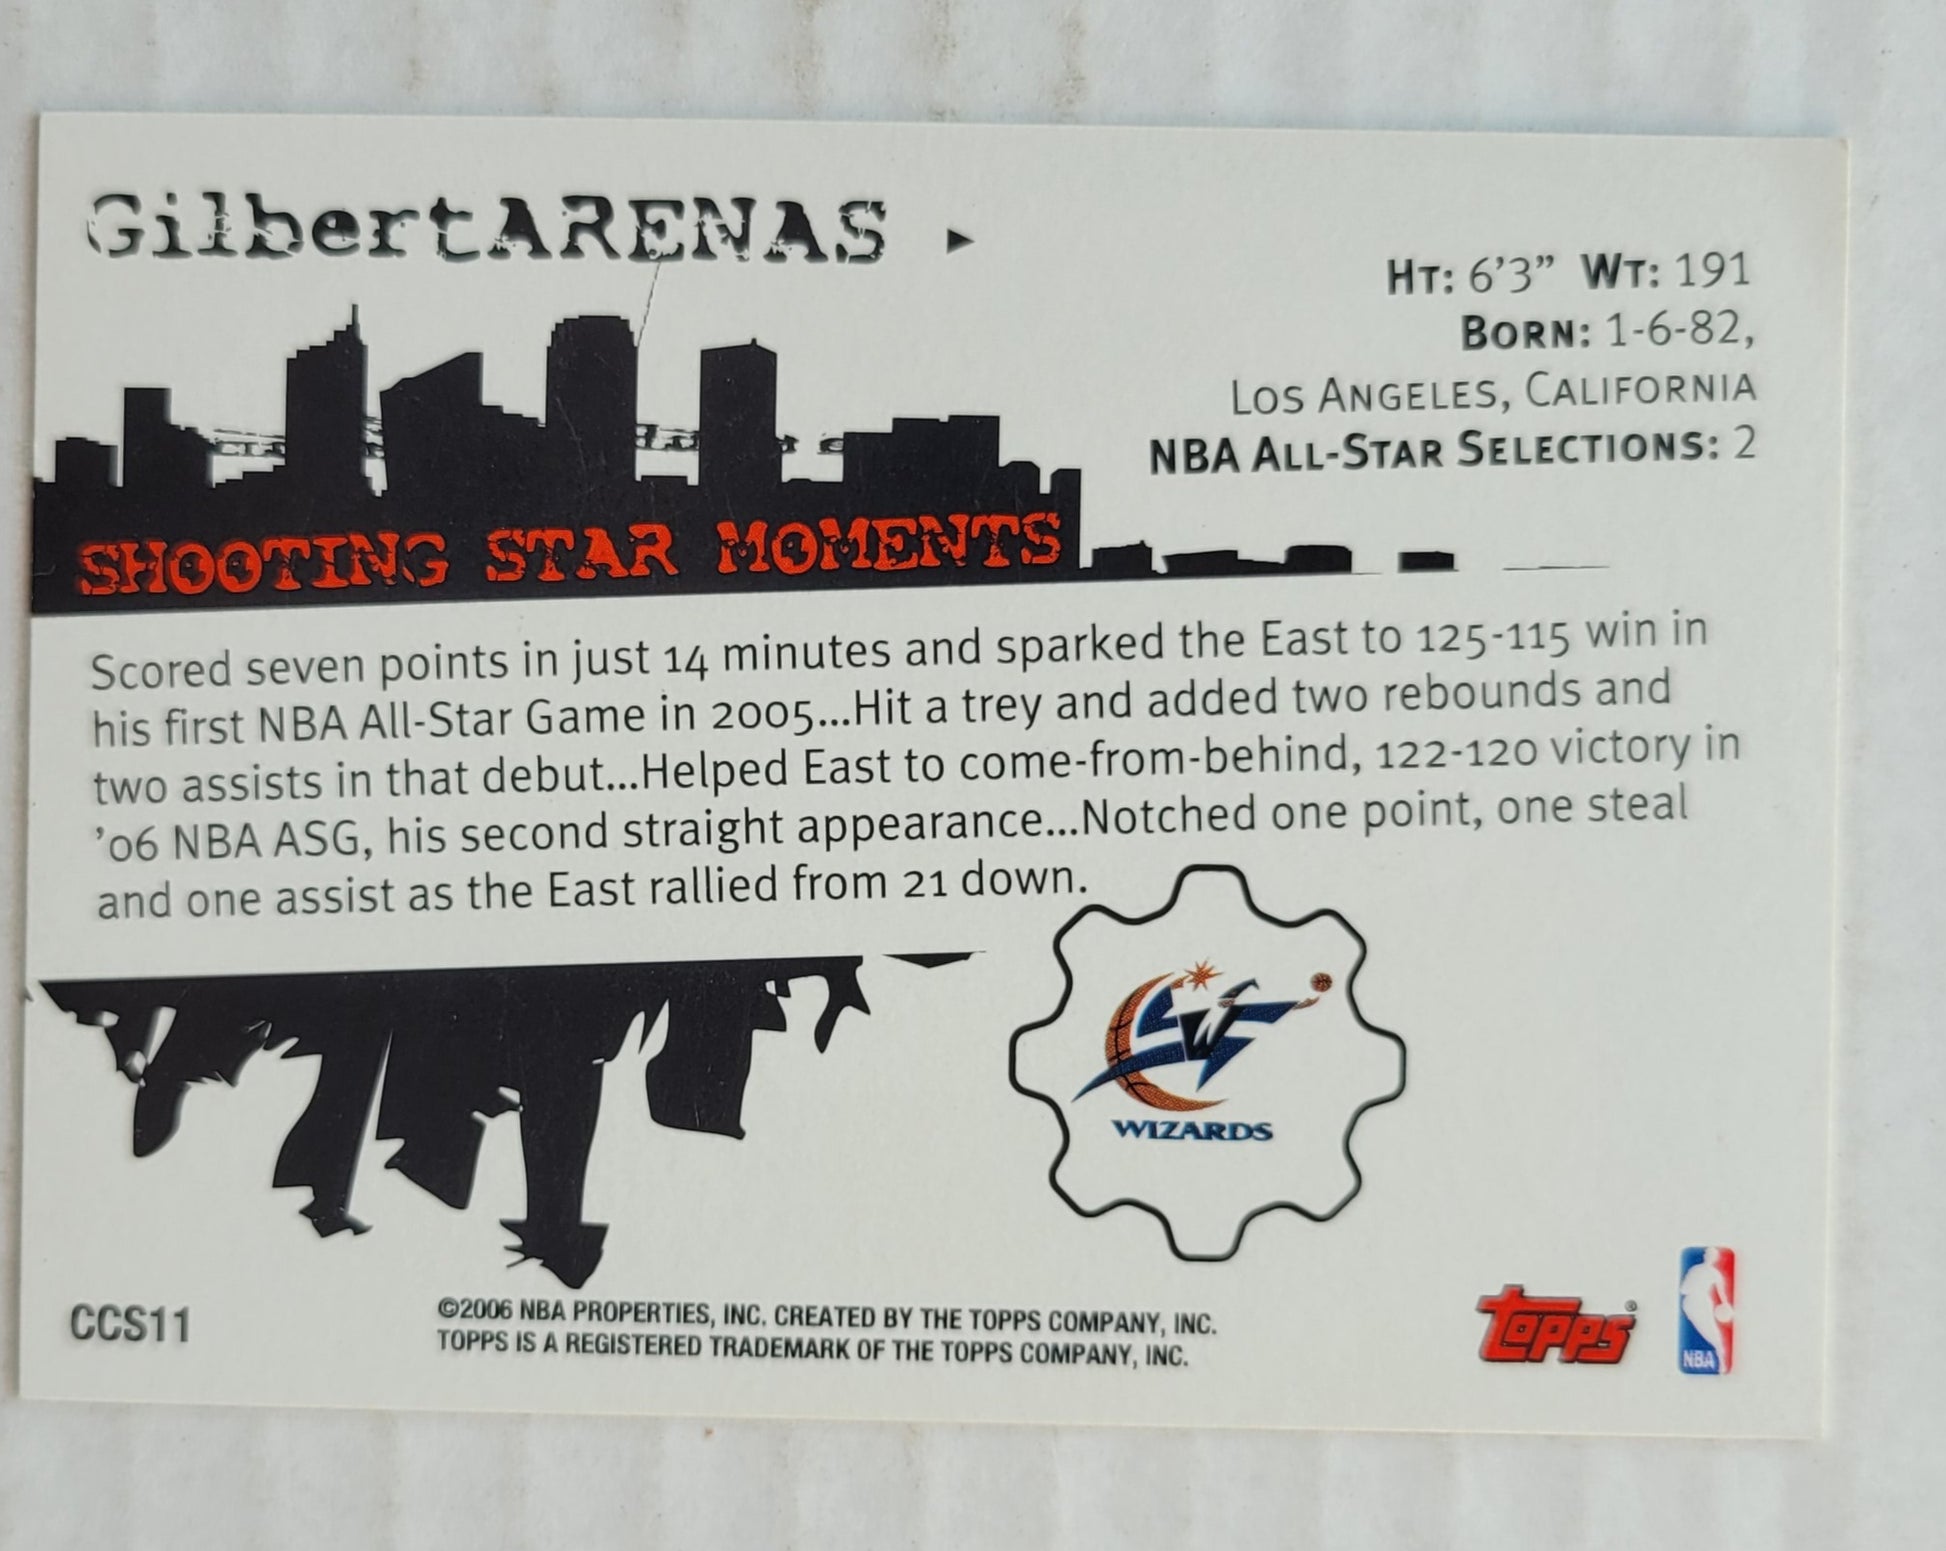 GilbertARENAS
HT: 6'3" WT: 191
BORN: 1-6-82,
LOS ANGELES, CALIFORNIA
NBA ALL-STAR SELECTIONS: 2
SHOOTING STAR MOMENTS
Scored seven points in just 14 minutes and sparked the East to 125-115 win in
his first NBA All-Star Game in 2005...Hit a trey and added two rebounds and
two assists in that debut...Helped East to come-from-behind, 122-120 victory in
'06 NBA ASG, his second straight appearance...Notched one point, one steal
and one assist as the East rallied from 21 down.
W
WIZARDS
CCS11
©2006 NBA PROPERTIES, INC. CREATED BY THE TOPPS COMPANY, INC.
TOPPS IS A REGISTERED TRADEMARK OF THE TOPPS COMPANY, INC.
TOPPS®
NBA